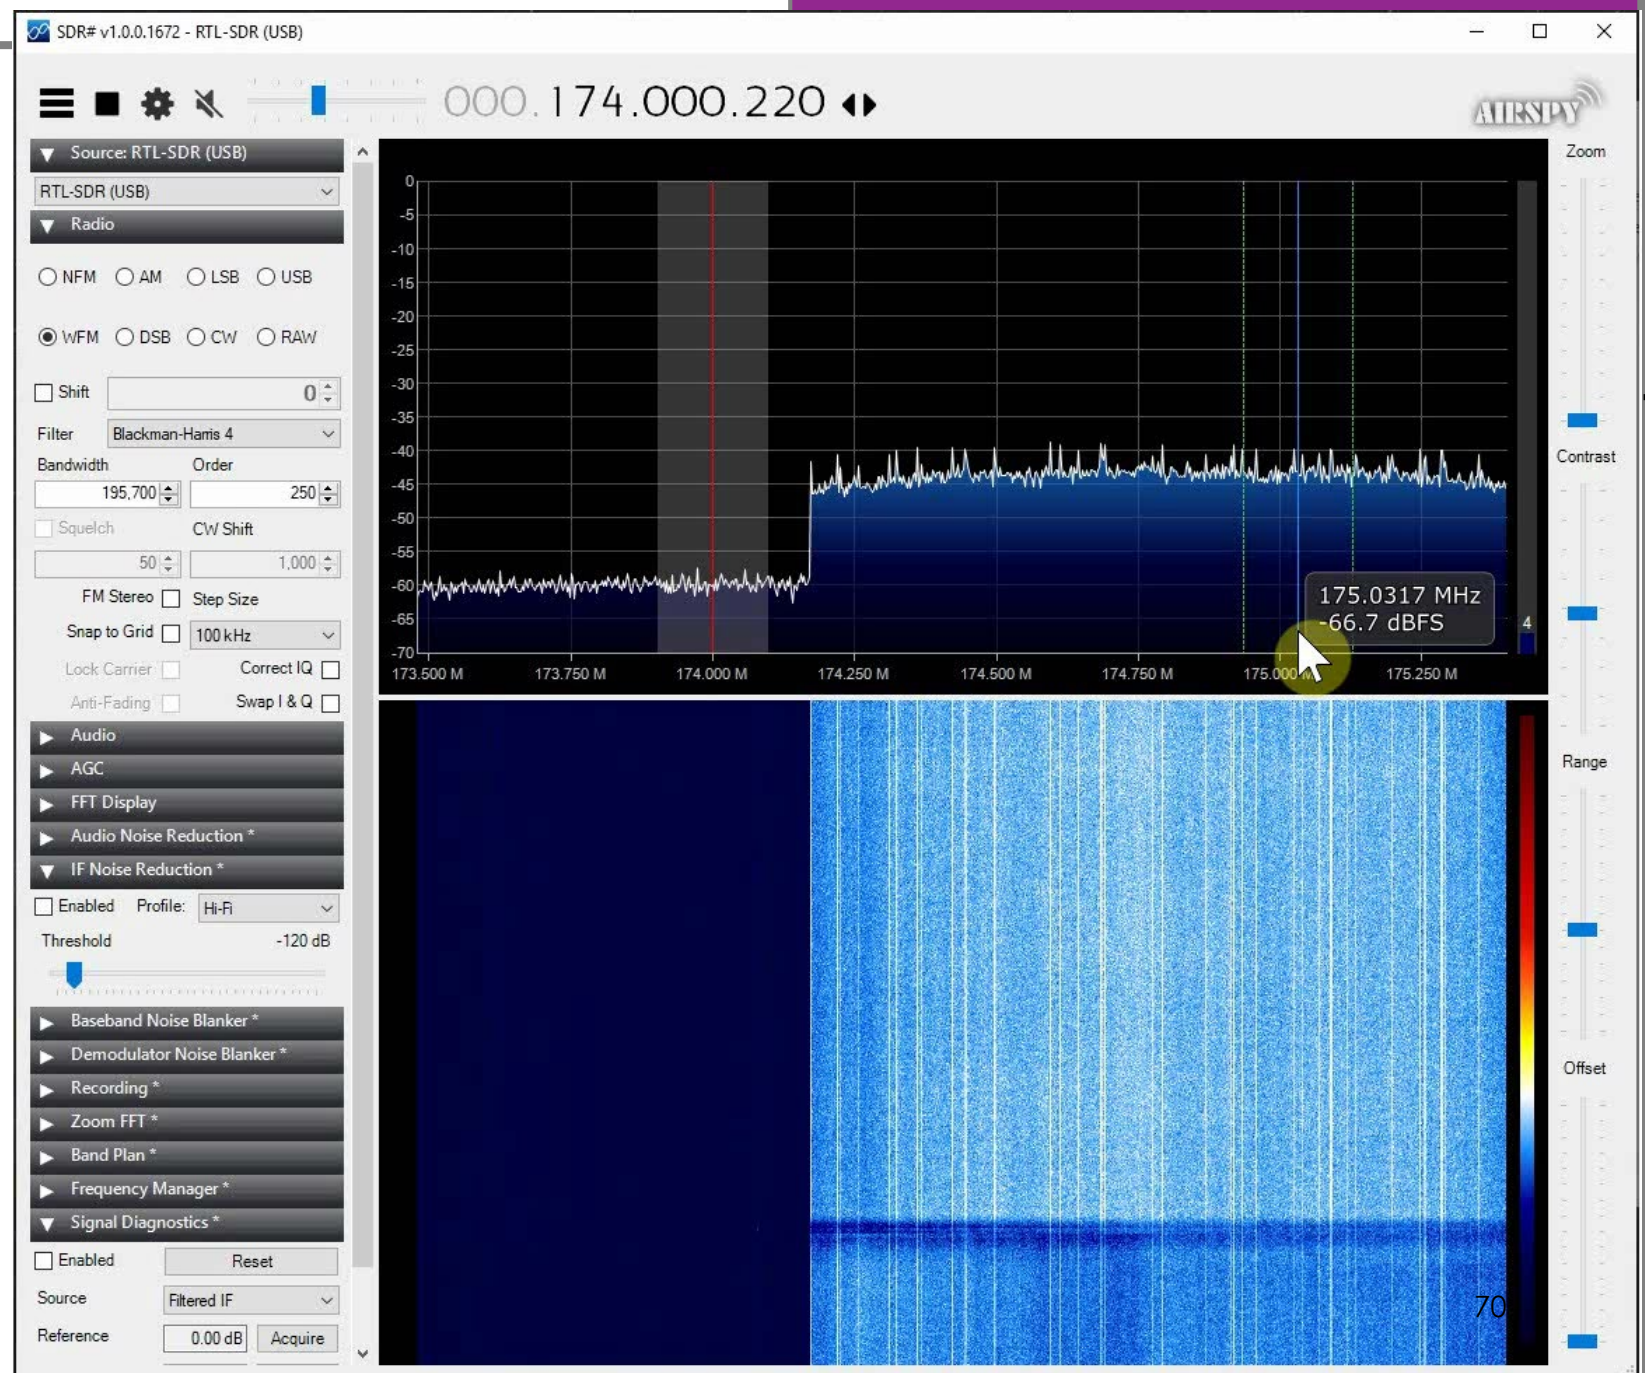 SDR# v1.0.0.1672 - RTL-SDR (USB)
000.174.000.220
AIRSPY
Source: RTL-SDR (USB)
RTL-SDR (USB)
Radio
NFM AM LSB USB
WFM DSB CW RAW
Shift 0
Filter Blackman-Harris 4
Bandwidth Order
195,700 250
Squelch CW Shift
50 1,000
FM Stereo Step Size
Snap to Grid 100 kHz
Lock Carrier Correct IQ
Anti-Fading Swap I & Q
Audio
AGC
FFT Display
Audio Noise Reduction *
IF Noise Reduction *
Enabled Profile: Hi-Fi
Threshold -120 dB
Baseband Noise Blanker *
Demodulator Noise Blanker *
Recording *
Zoom FFT *
Band Plan *
Frequency Manager *
Signal Diagnostics *
Enabled Reset
Source Filtered IF
Reference 0.00 dB Acquire
0
-5
-10
-15
-20
-25
-30
-35
-40
-45
-50
-55
-60
-65
-70
173.500 M 173.750 M 174.000 M 174.250 M 174.500 M 174.750 M 175.000 M 175.250 M
175.0317 MHz
-66.7 dBFS
4
70
Zoom
Contrast
Range
Offset